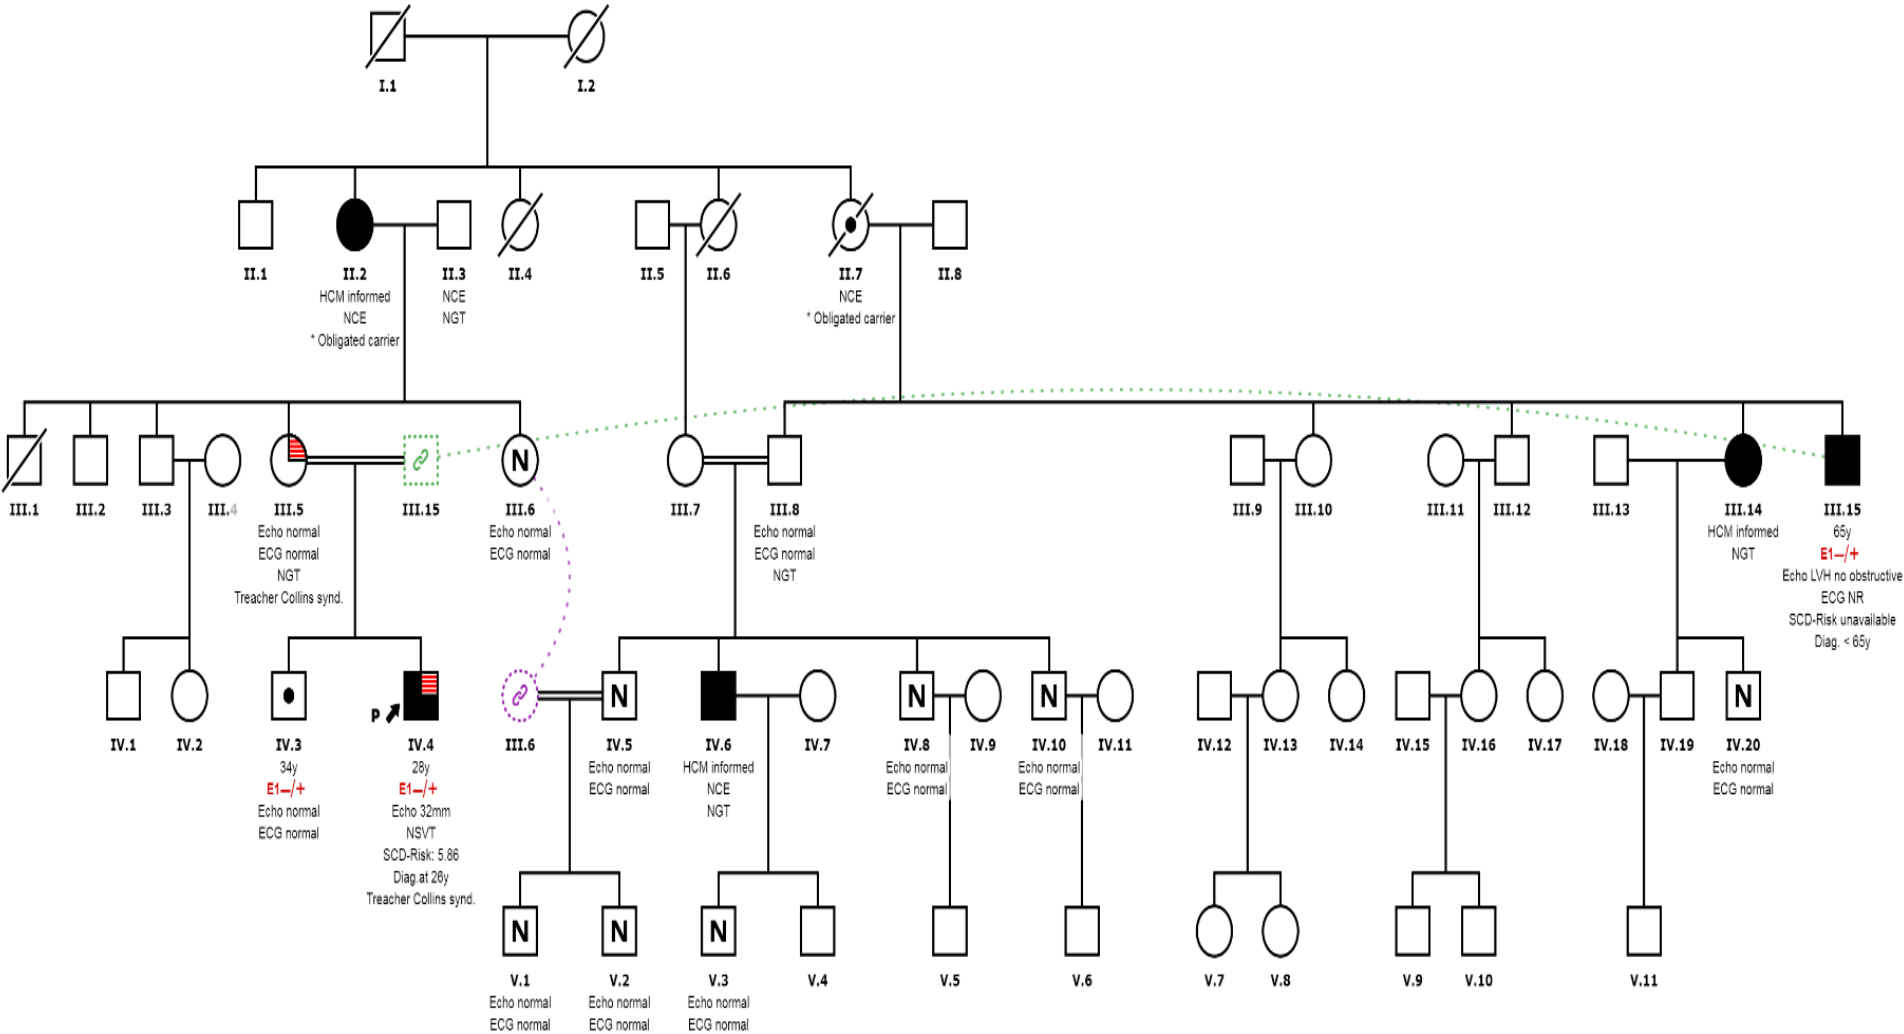 I.1 I.2
II.1 II.2 II.3 II.4 II.5 II.6 II.7 II.8
HCM informed NCE NCE
NCE NGT * Obligated carrier
* Obligated carrier
III.1 III.2 III.3 III.4 III.5 III.15 III.6 III.7 III.8 III.9 III.10 III.11 III.12 III.13 III.14 III.15
N
Echo normal Echo normal Echo normal HCM informed 65y
ECG normal ECG normal ECG normal NGT E1−/+
NGT NGT Echo LVH no obstructive
Treacher Collins synd. ECG NR
SCD-Risk unavailable
Diag. < 65y
N N N N
P
IV.1 IV.2 IV.3 IV.4 III.6 IV.5 IV.6 IV.7 IV.8 IV.9 IV.10 IV.11 IV.12 IV.13 IV.14 IV.15 IV.16 IV.17 IV.18 IV.19 IV.20
34y 28y Echo normal HCM informed Echo normal Echo normal Echo normal
E1−/+ E1−/+ ECG normal NCE ECG normal ECG normal ECG normal
Echo normal Echo 32mm NGT
ECG normal NSVT
SCD-Risk: 5.86
Diag.at 26y
Treacher Collins synd.
N N N
V.1 V.2 V.3 V.4 V.5 V.6 V.7 V.8 V.9 V.10 V.11
Echo normal Echo normal Echo normal
ECG normal ECG normal ECG normal